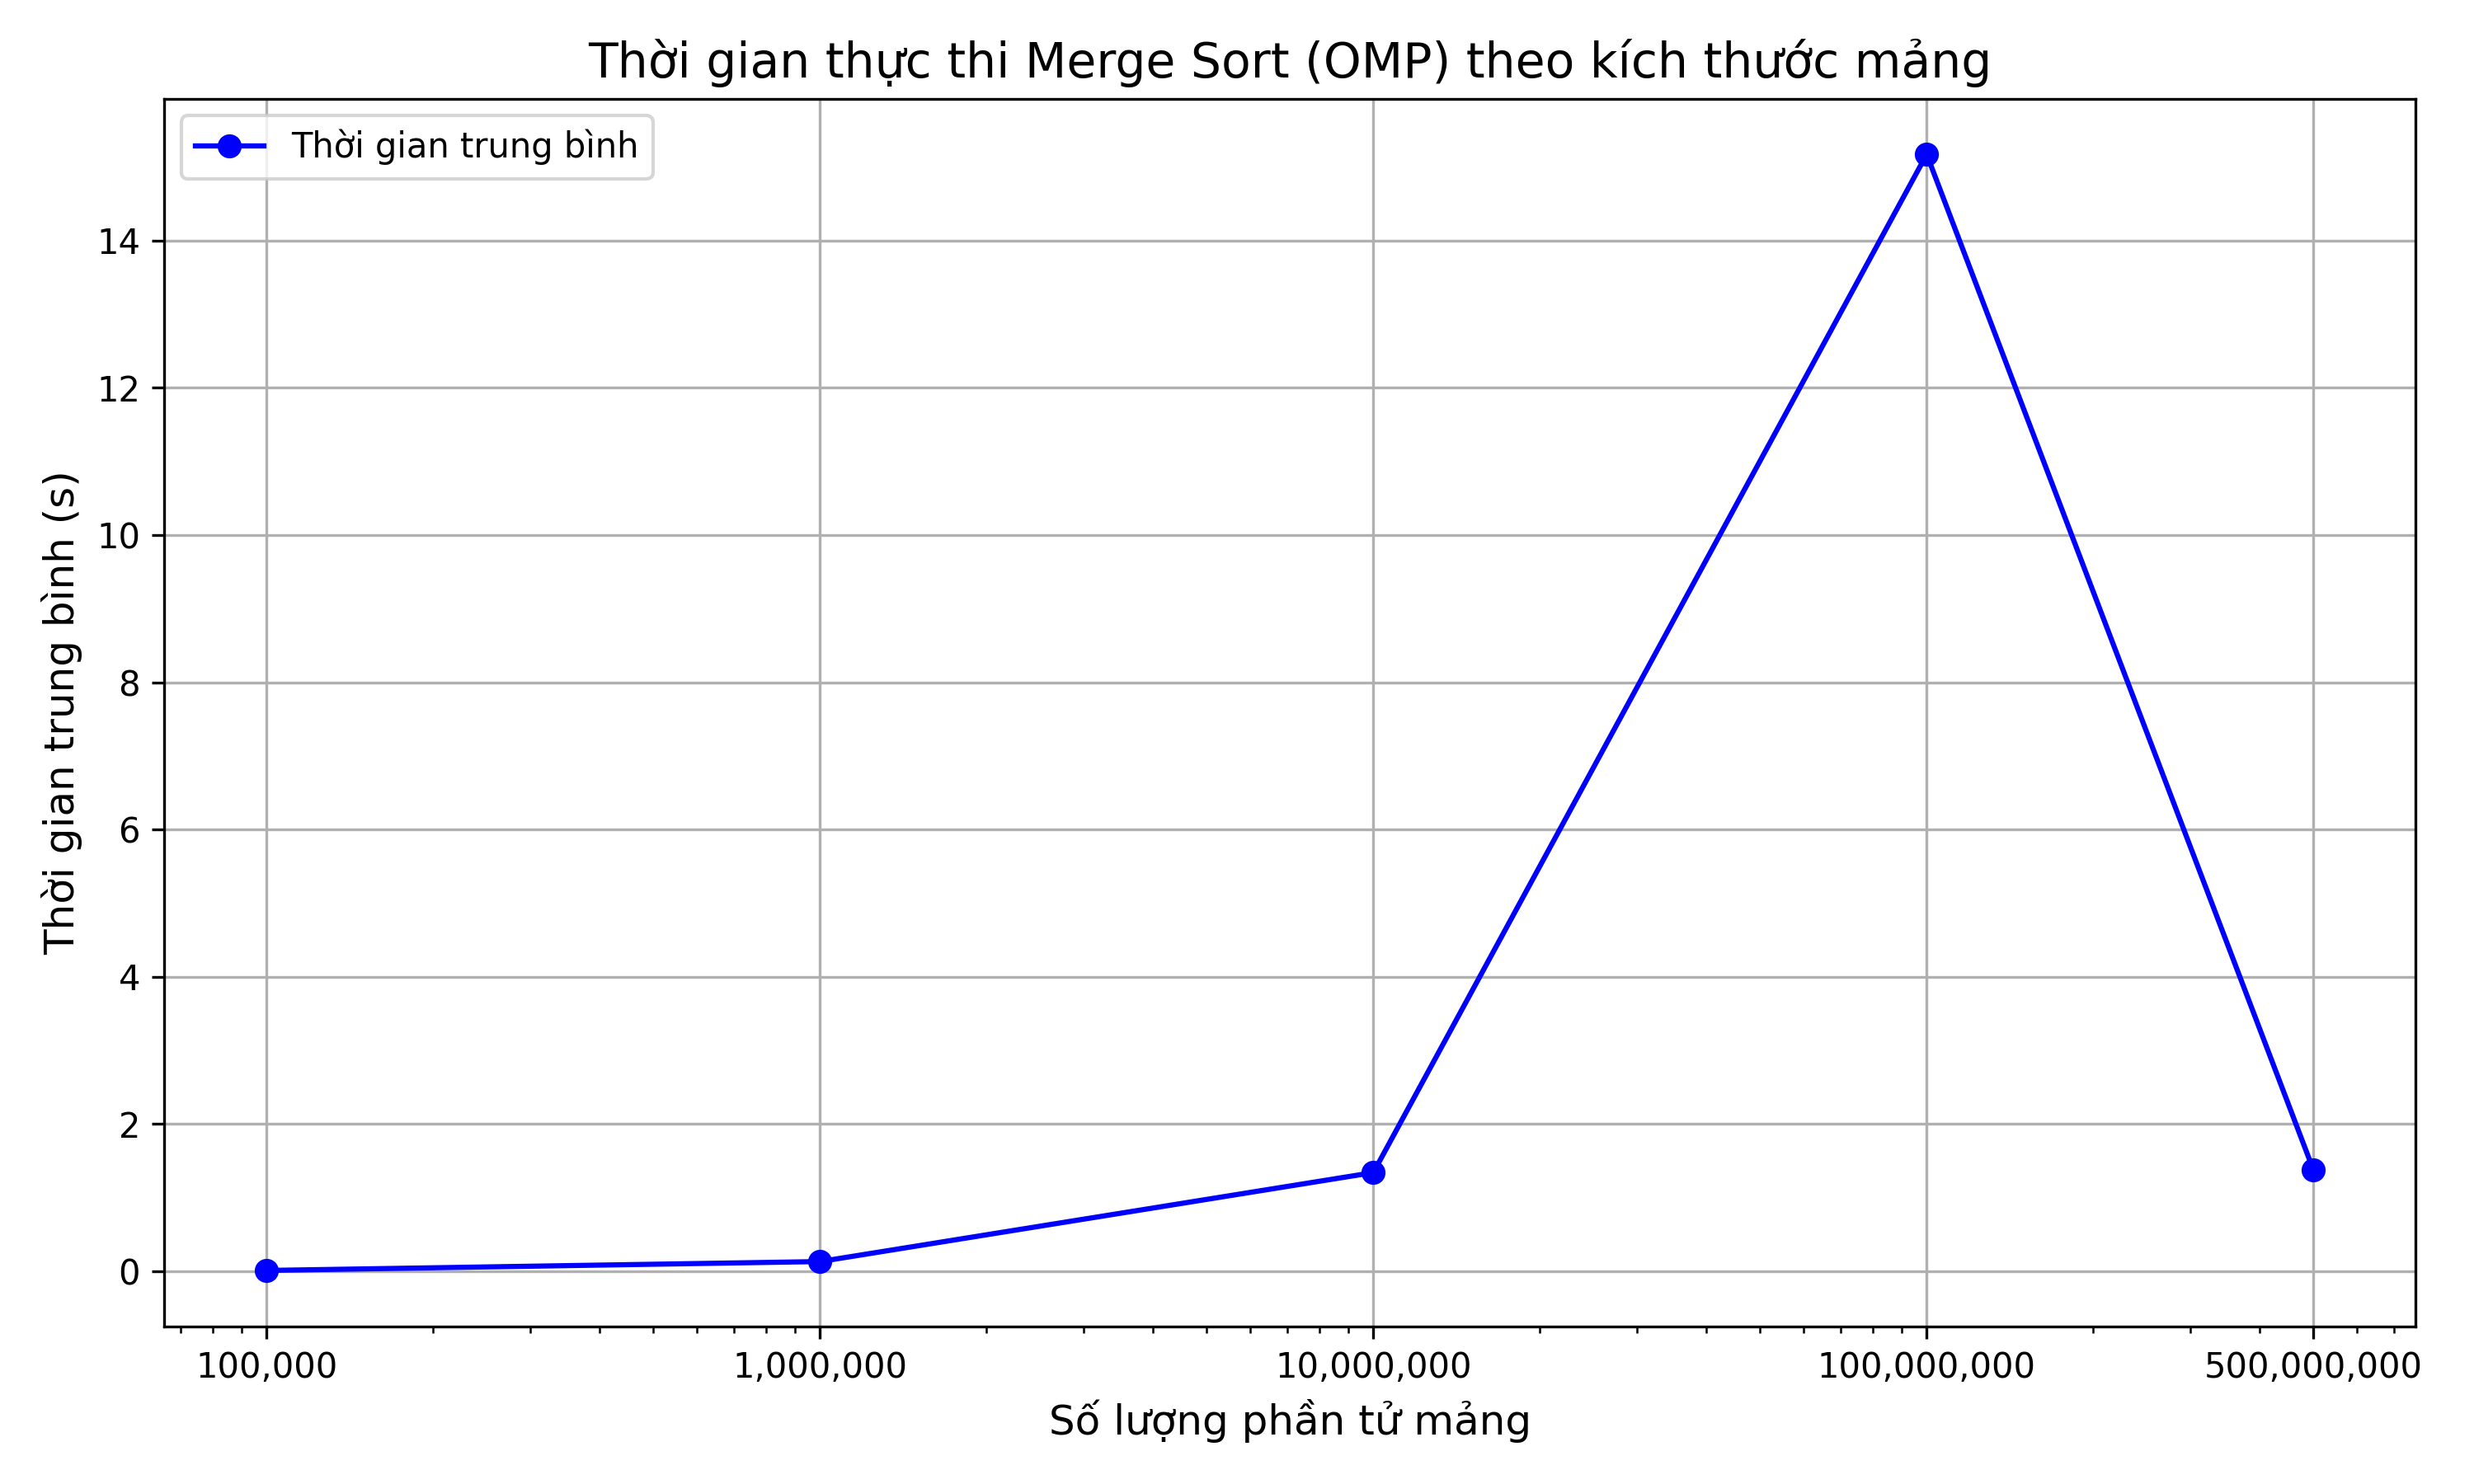 Thời gian thực thi Merge Sort (OMP) theo kích thước mảng
Thời gian trung bình
Thời gian trung bình (s)
14
12
10
8
6
4
2
0
100,000 1,000,000 10,000,000 100,000,000 500,000,000
Số lượng phần tử mảng